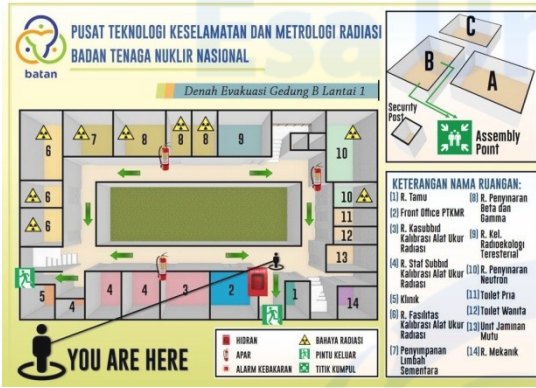 batan
PUSAT TEKNOLOGI KESELAMATAN DAN METROLOGI RADIASI
BADAN TENAGA NUKLIR NASIONAL
Denah Evakuasi Gedung B Lantai 1
C
B
A
Security
Post
Assembly
Point
6
7
8
8
8
9
10
6
10
11
6
12
13
5
4
4
4
3
2
1
14
YOU ARE HERE
HIDRAN
APAR
ALARM KEBAKARAN
BAHAYA RADIASI
PINTU KELUAR
TITIK KUMPUL
KETERANGAN NAMA RUANGAN:
(1) R. Tamu
(2) Front Office PTKMR
(3) R. Kasubbid
Kalibrasi Alat Ukur
Radiasi
(4) R. Staf Subbid
Kalibrasi Alat Ukur
Radiasi
(5) Klinik
(6) R. Fasilitas
Kalibrasi Alat Ukur
Radiasi
(7) Penyimpanan
Limbah
Sementara
(8) R. Penyinaran
Beta dan
Gamma
(9) R. Kel.
Radioekologi
Teresterial
(10) R. Penyinaran
Neutron
(11) Toilet Pria
(12) Toilet Wanita
(13) Unit Jaminan
Mutu
(14) R. Mekanik